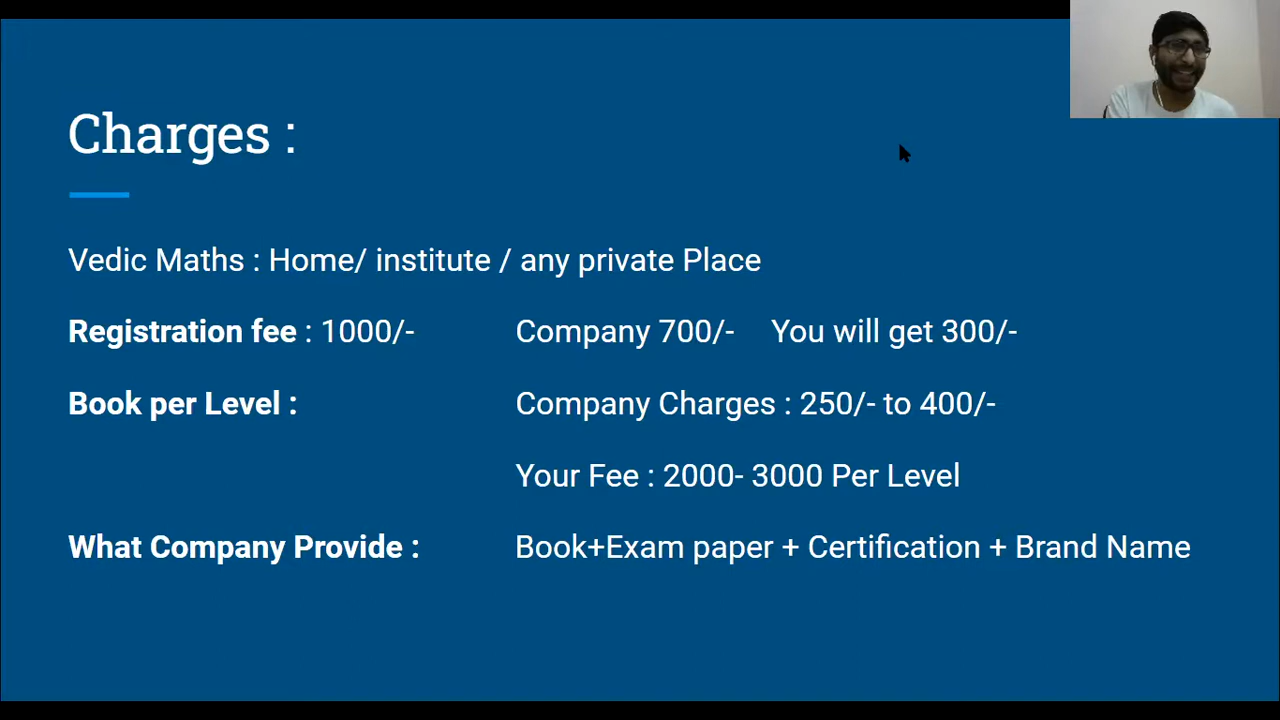 Charges :
Vedic Maths : Home/ institute / any private Place
Registration fee : 1000/- Company 700/- You will get 300/-
Book per Level : Company Charges : 250/- to 400/-
Your Fee : 2000- 3000 Per Level
What Company Provide : Book+Exam paper + Certification + Brand Name